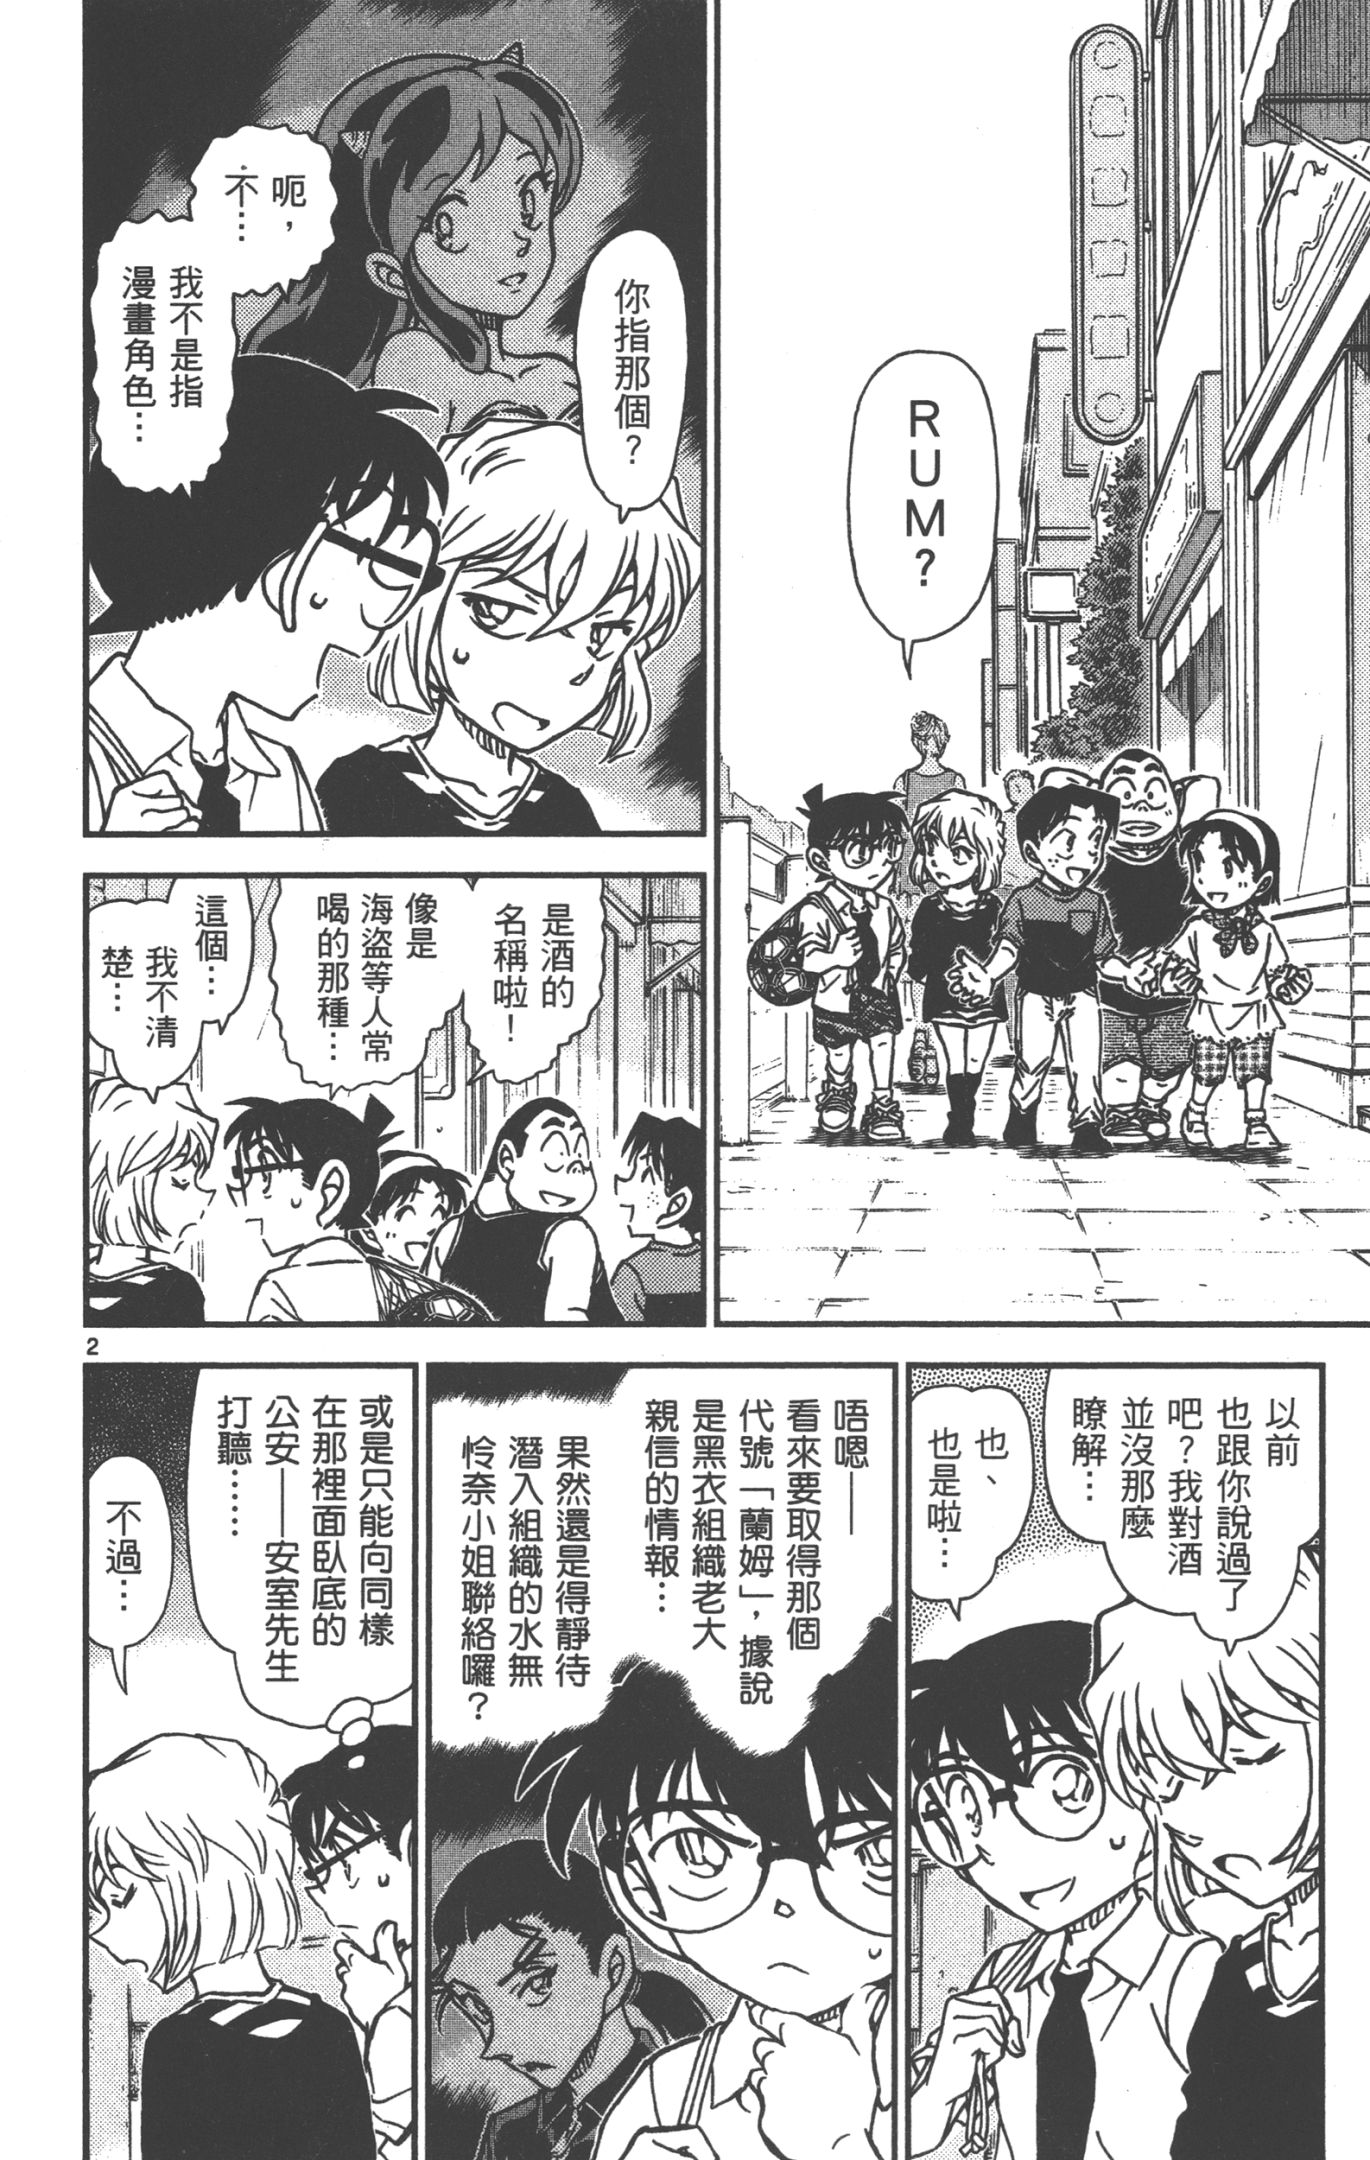 RUM?
你指那個?
呃，
不…
我不是指
漫畫角色…
是酒的
名稱啦!
像是
海盜等人常
喝的那種…
這個…
我不清
楚…
2
以前
也跟你說過了
吧?我對酒
並沒那麼
瞭解…
也、
也是啦…
唔嗯——
看來要取得那個
代號「蘭姆」，據說
是黑衣組織老大
親信的情報…
果然還是得靜待
潛入組織的水無
怜奈小姐聯絡囉?
或是只能向同樣
在那裡面臥底的
公安——安室先生
打聽……
不過…